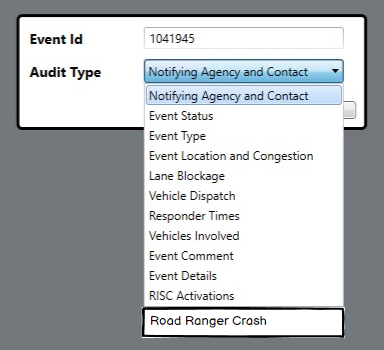 Event Id 1041945
Audit Type Notifying Agency and Contact
Notifying Agency and Contact
Event Status
Event Type
Event Location and Congestion
Lane Blockage
Vehicle Dispatch
Responder Times
Vehicles Involved
Event Comment
Event Details
RISC Activations
Road Ranger Crash